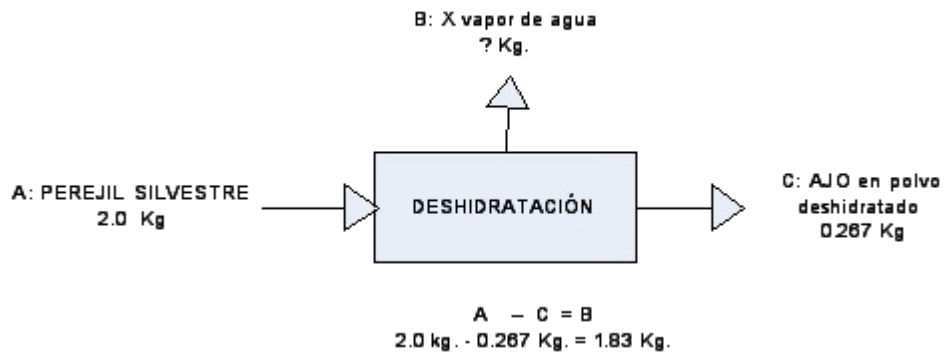 B: X vapor de agua
? Kg.
A: PEREJIL SILVESTRE
2.0 Kg
DESHIDRATACIÓN
C: AJO en polvo
deshidratado
0.267 Kg
A – C = B
2.0 kg. - 0.267 Kg. = 1.83 Kg.